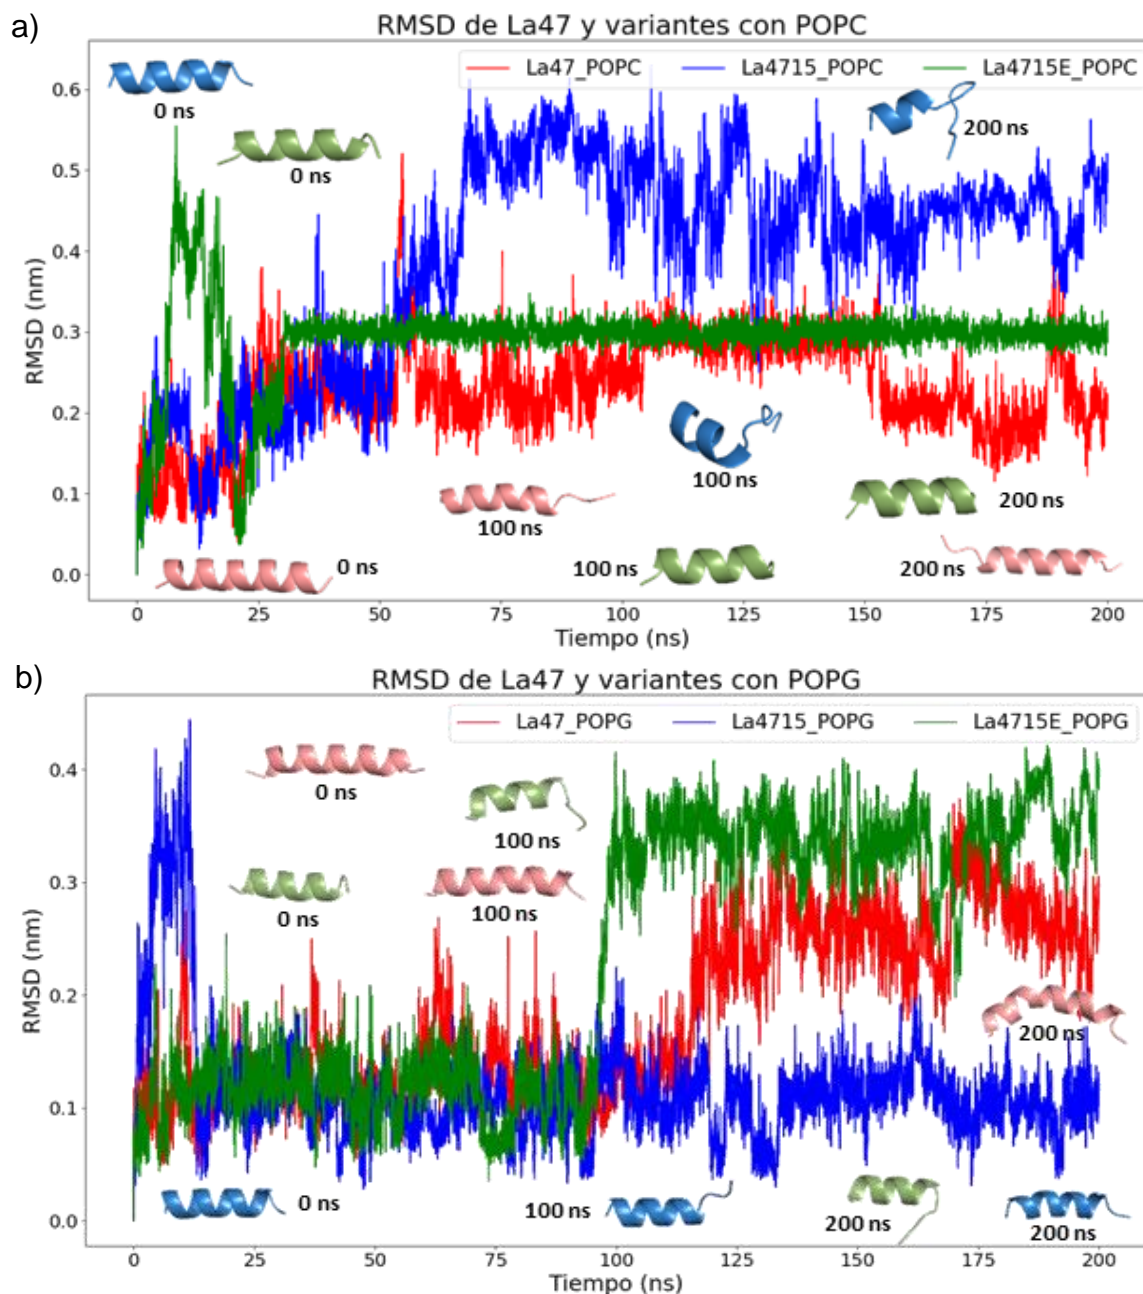 a)
RMSD de La47 y variantes con POPC
La47_POPC La4715_POPC La4715E_POPC
0.6
0.5
0.4
0.3
0.2
0.1
0.0
RMSD (nm)
0 ns
0 ns
200 ns
100 ns
100 ns
200 ns
0 ns
100 ns
200 ns
0 25 50 75 100 125 150 175 200
Tiempo (ns)
b)
RMSD de La47 y variantes con POPG
La47_POPG La4715_POPG La4715E_POPG
0.4
0.3
0.2
0.1
0.0
RMSD (nm)
0 ns
100 ns
0 ns
100 ns
200 ns
0 ns
100 ns
200 ns
200 ns
0 25 50 75 100 125 150 175 200
Tiempo (ns)